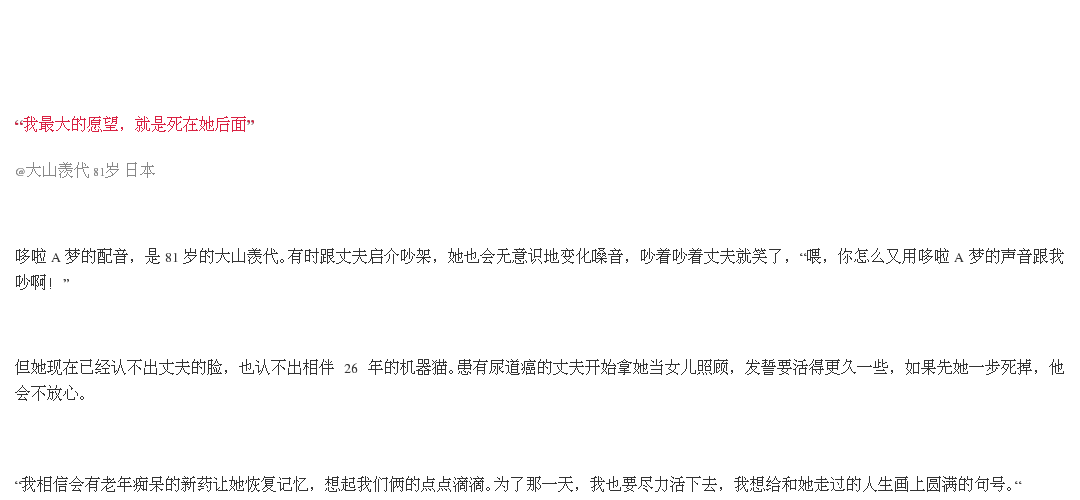 “我最大的愿望，就是死在她后面”
@大山羡代 81岁 日本
哆啦 A 梦的配音，是 81 岁的大山羡代。有时跟丈夫启介吵架，她也会无意识地变化嗓音，吵着吵着丈夫就笑了，“喂，你怎么又用哆啦 A 梦的声音跟我
吵啊！”
但她现在已经认不出丈夫的脸，也认不出相伴 26 年的机器猫。患有尿道癌的丈夫开始拿她当女儿照顾，发誓要活得更久一些，如果先她一步死掉，他
会不放心。
“我相信会有老年痴呆的新药让她恢复记忆，想起我们俩的点点滴滴。为了那一天，我也要尽力活下去，我想给和她走过的人生画上圆满的句号。“